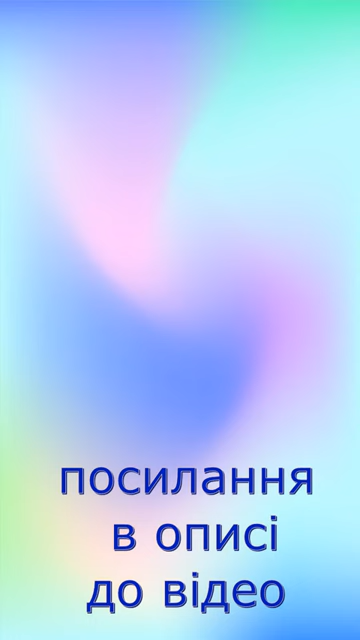 посилання
в описі
до відео